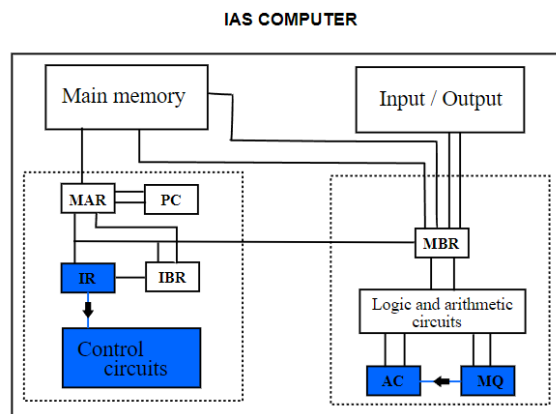 IAS COMPUTER
Main memory
Input / Output
MAR
PC
MBR
IR
IBR
Logic and arithmetic
circuits
Control
circuits
AC
MQ